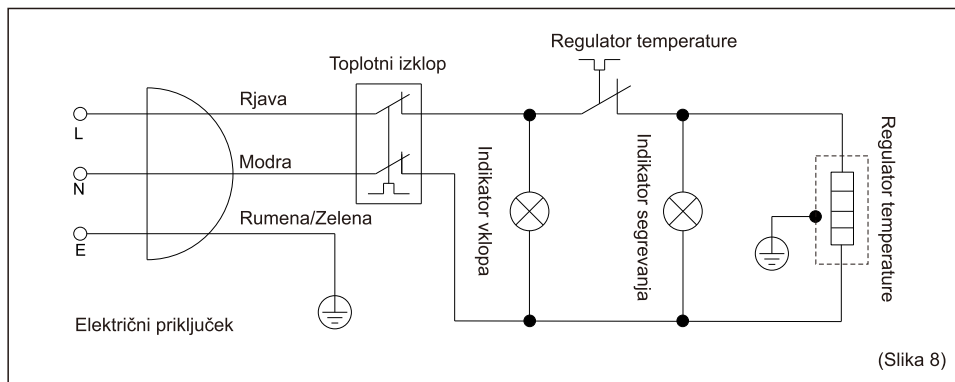 Regulator temperature
Toplotni izklop
Rjava
L
Modra
N
Rumena/Zelena
E
Indikator vklopa
Indikator segrevanja
Regulator temperature
Električni priključek
(Slika 8)